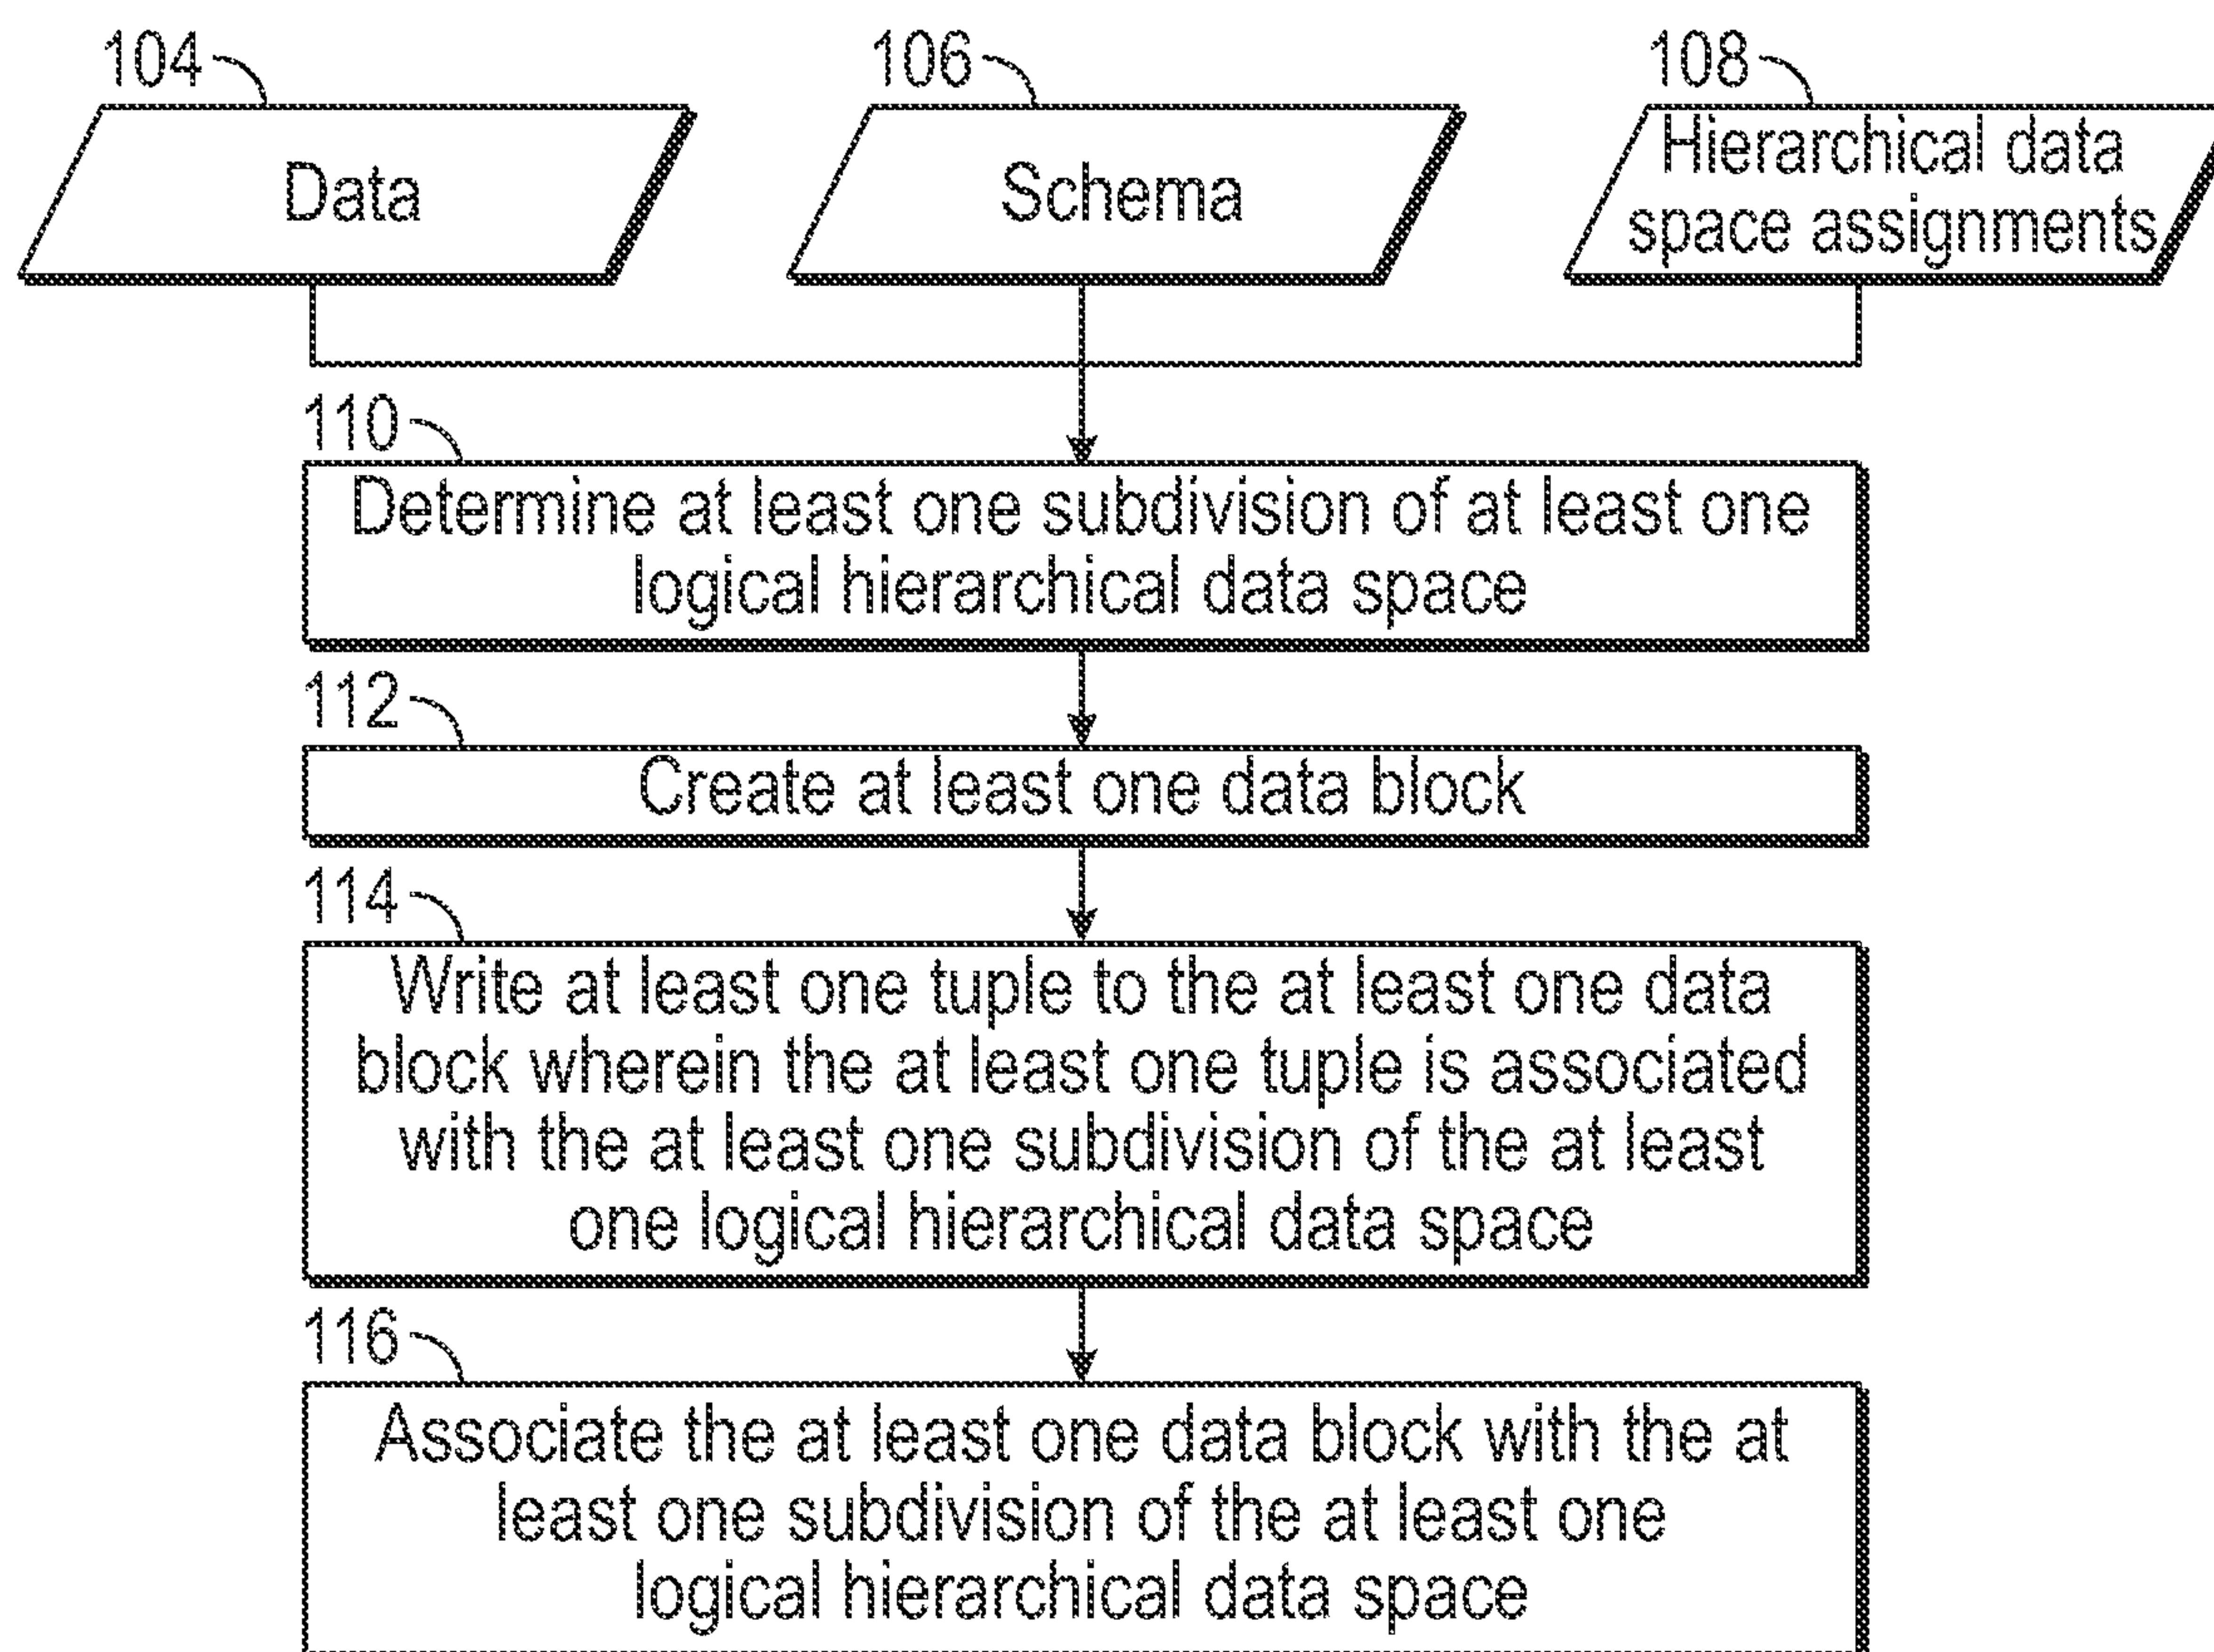 104
106
108
Data
Schema
Hierarchical data
space assignments
110
Determine at least one subdivision of at least one
logical hierarchical data space
112
Create at least one data block
114
Write at least one tuple to the at least one data
block wherein the at least one tuple is associated
with the at least one subdivision of the at least
one logical hierarchical data space
116
Associate the at least one data block with the at
least one subdivision of the at least one
logical hierarchical data space